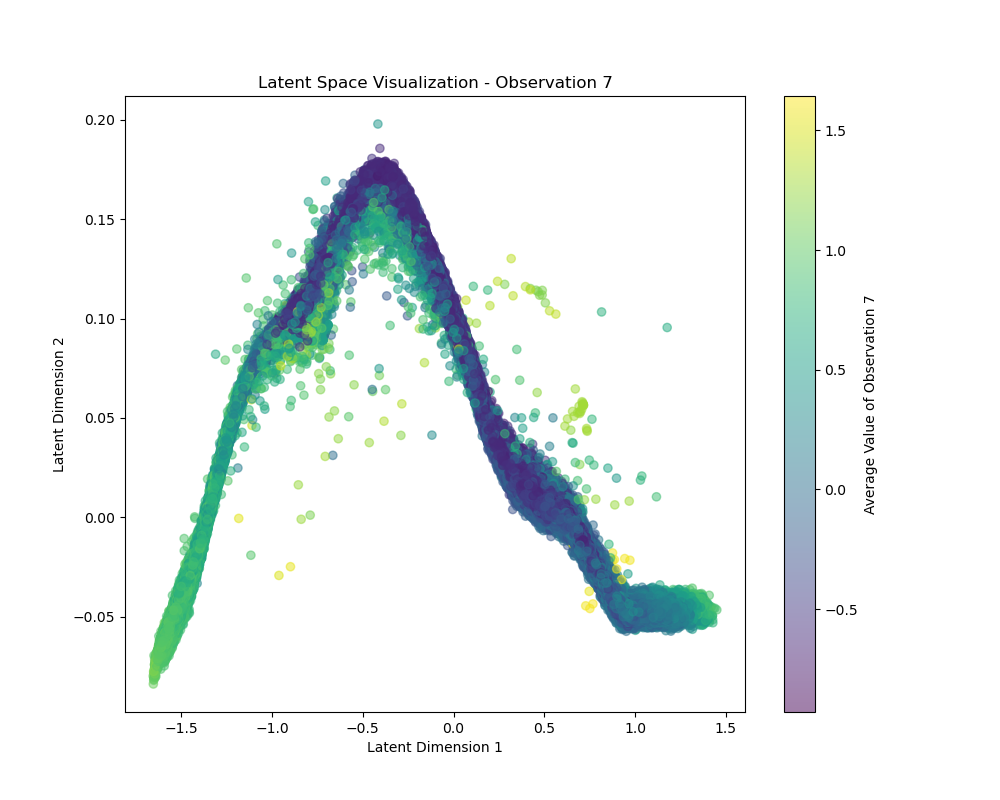 Latent Space Visualization - Observation 7
0.20
0.15
0.10
0.05
0.00
−0.05
Latent Dimension 2
−1.5 −1.0 −0.5 0.0 0.5 1.0 1.5
Latent Dimension 1
1.5
1.0
0.5
0.0
−0.5
Average Value of Observation 7